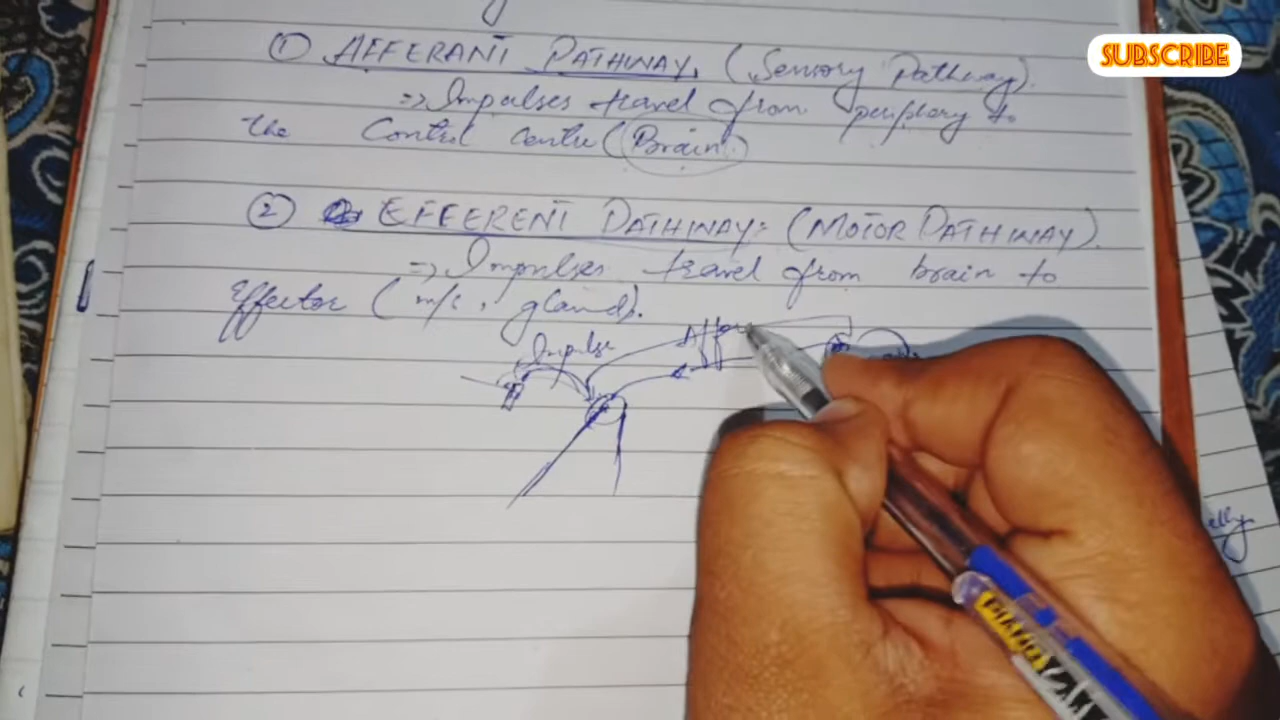 SUBSCRIBE
① AFFERANT PATHWAY. (Sensory Pathway).
=> Impulses travel from periphery to
the Control Centre (Brain).
② EFFERENT PATHWAY: (MOTOR PATHWAY).
=> Impulses travel from brain to
Effector (m/c, gland).
Impulse